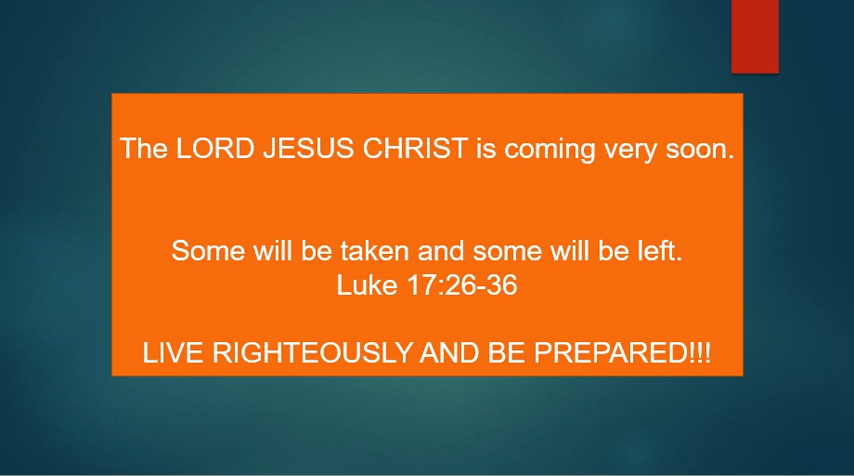 The LORD JESUS CHRIST is coming very soon.
Some will be taken and some will be left.
Luke 17:26-36
LIVE RIGHTEOUSLY AND BE PREPARED!!!